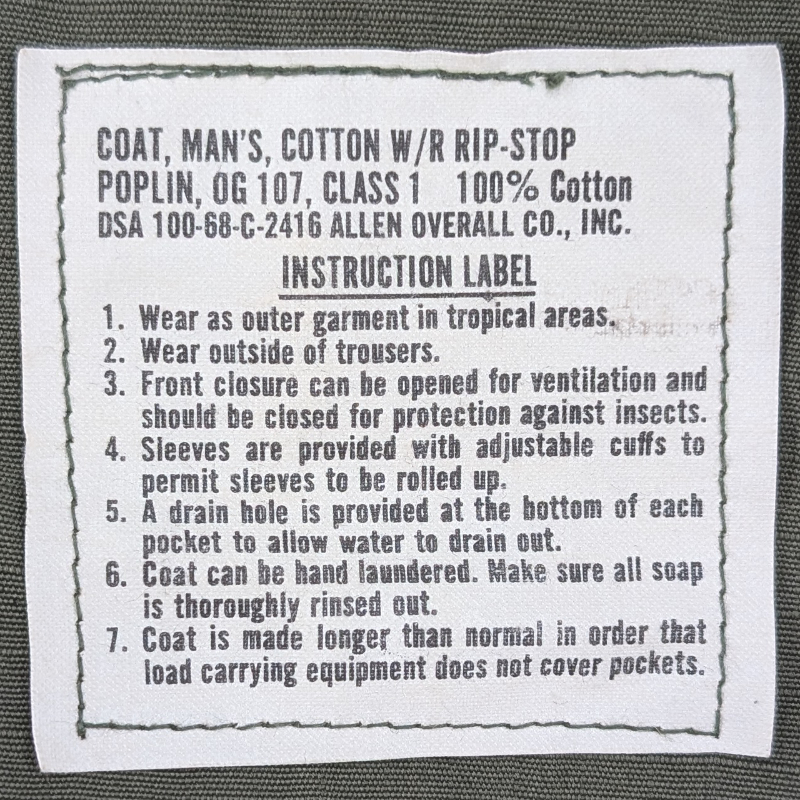 COAT, MAN'S, COTTON W/R RIP-STOP
POPLIN, OG 107, CLASS 1 100% Cotton
DSA 100-68-C-2416 ALLEN OVERALL CO., INC.
INSTRUCTION LABEL
1. Wear as outer garment in tropical areas.
2. Wear outside of trousers.
3. Front closure can be opened for ventilation and
should be closed for protection against insects.
4. Sleeves are provided with adjustable cuffs to
permit sleeves to be rolled up.
5. A drain hole is provided at the bottom of each
pocket to allow water to drain out.
6. Coat can be hand laundered. Make sure all soap
is thoroughly rinsed out.
7. Coat is made longer than normal in order that
load carrying equipment does not cover pockets.